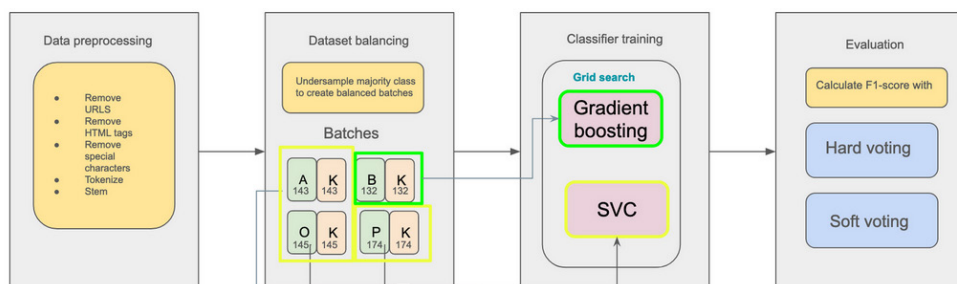 Data preprocessing
Remove
URLS
Remove
HTML tags
Remove
special
characters
Tokenize
Stem
Dataset balancing
Undersample majority class
to create balanced batches
Batches
A K B K
143 143 132 132
O K P K
145 145 174 174
Classifier training
Grid search
Gradient
boosting
SVC
Evaluation
Calculate F1-score with
Hard voting
Soft voting